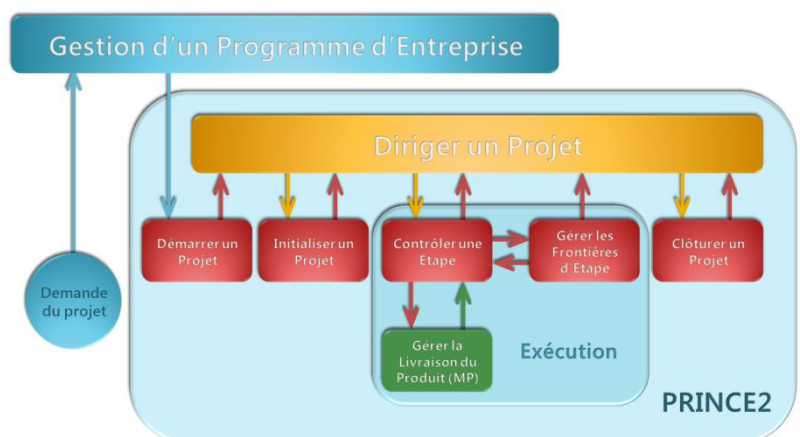 Gestion d'un Programme d'Entreprise
Diriger un Projet
Démarrer un
Projet
Initialiser un
Projet
Contrôler une
Etape
Gérer les
Frontières
d'Etape
Clôturer un
Projet
Demande
du projet
Gérer la
Livraison du
Produit (MP)
Exécution
PRINCE2